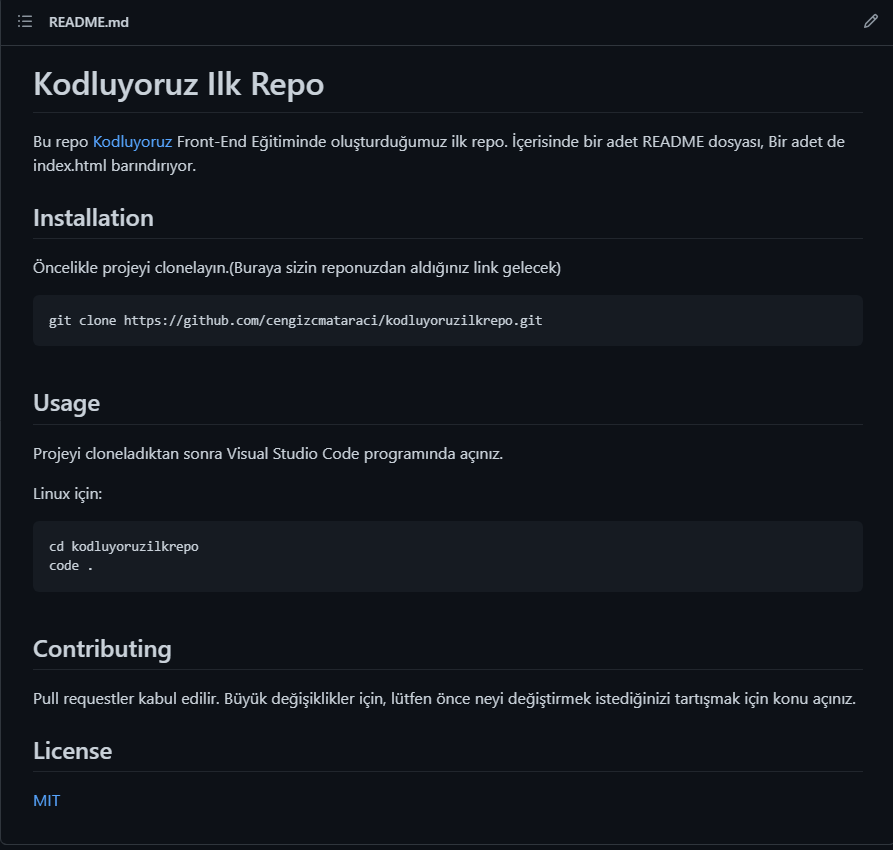 README.md
Kodluyoruz Ilk Repo
Bu repo Kodluyoruz Front-End Eğitiminde oluşturduğumuz ilk repo. İçerisinde bir adet README dosyası, Bir adet de
index.html barındırıyor.
Installation
Öncelikle projeyi clonelayın.(Buraya sizin reponuzdan aldığınız link gelecek)
git clone https://github.com/cengizcmataraci/kodluyoruzilkrepo.git
Usage
Projeyi cloneladıktan sonra Visual Studio Code programında açınız.
Linux için:
cd kodluyoruzilkrepo
code .
Contributing
Pull requestler kabul edilir. Büyük değişiklikler için, lütfen önce neyi değiştirmek istediğinizi tartışmak için konu açınız.
License
MIT